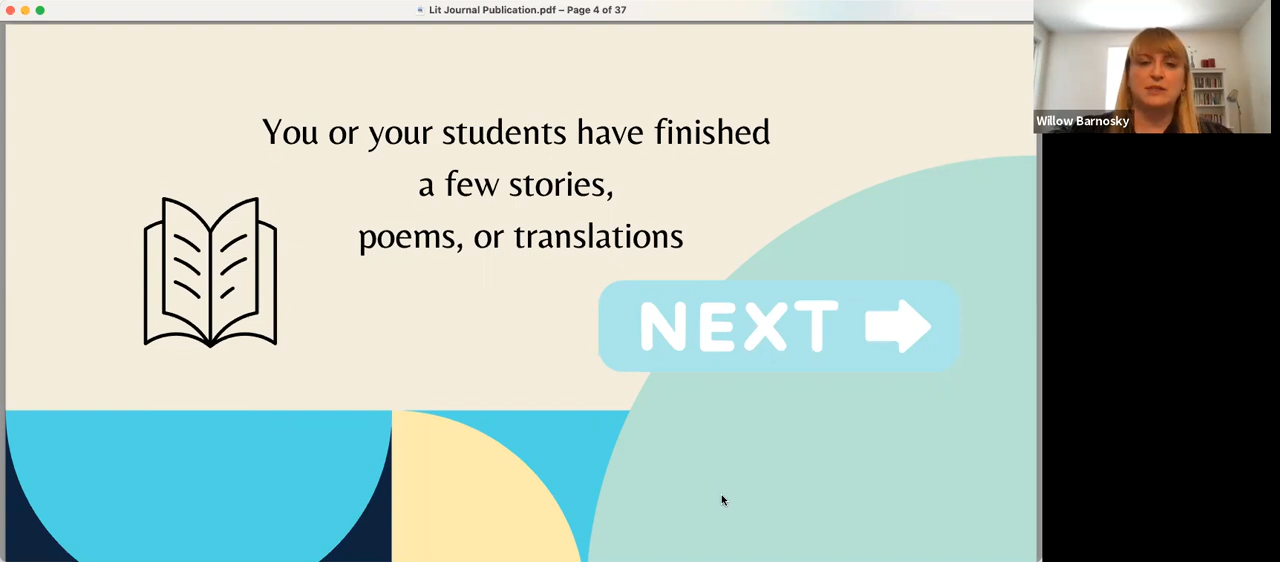 Lit Journal Publication.pdf – Page 4 of 37
Willow Barnosky
You or your students have finished
a few stories,
poems, or translations
NEXT